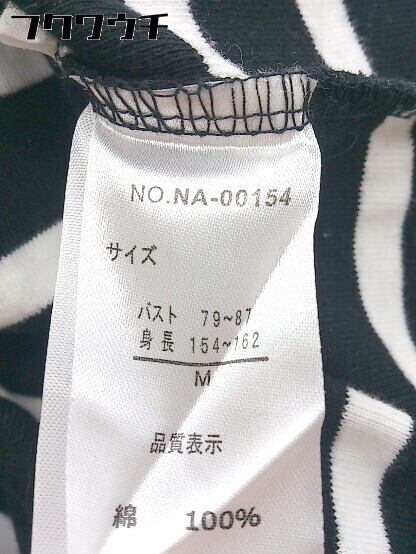 フクワウチ
NO.NA-00154
サイズ
バスト 79~87
身長 154~162
M
品質表示
綿 100%